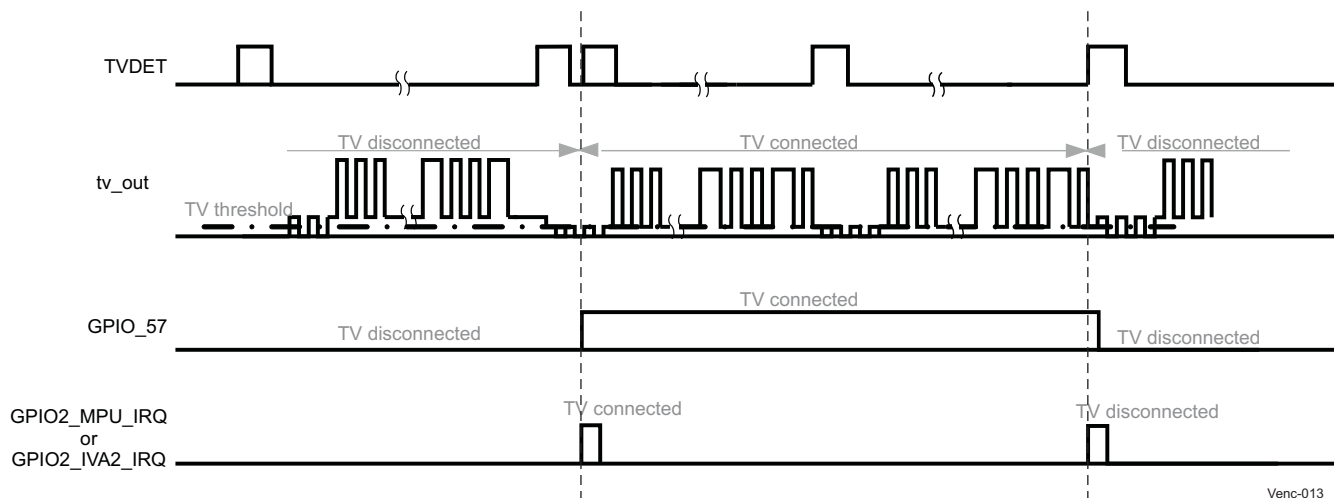 TVDET
TV disconnected
TV connected
TV disconnected
tv_out
TV threshold
TV connected
GPIO_57
TV disconnected
TV disconnected
TV connected
TV disconnected
GPIO2_MPU_IRQ
or
GPIO2_IVA2_IRQ
Venc-013